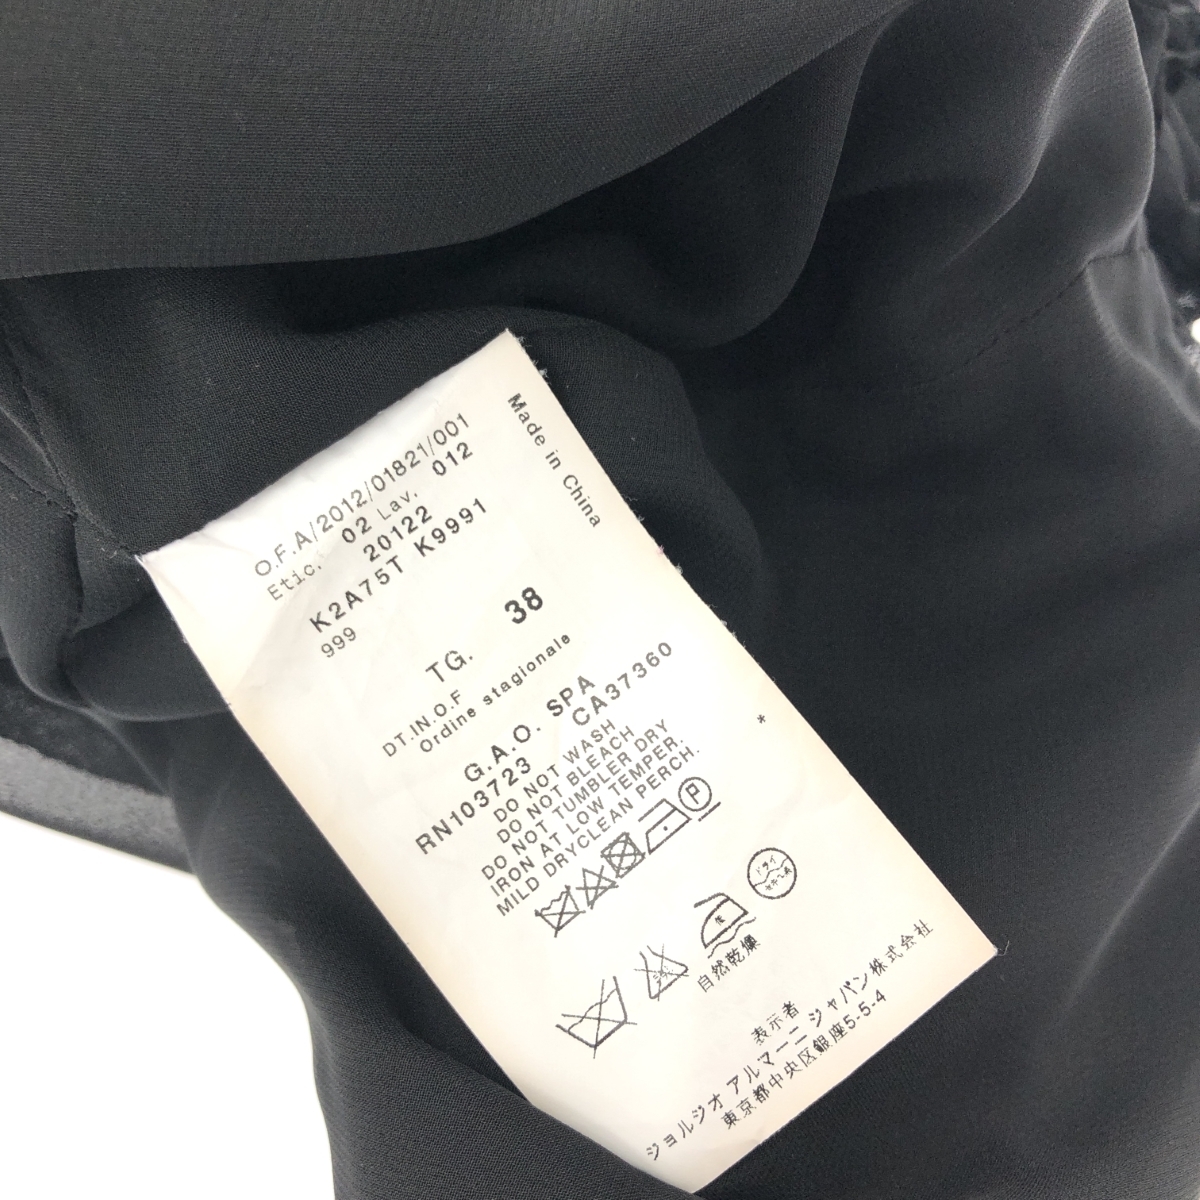 O.F.A/2012/01821/001
Etic. 02 Lav. 012
20122
K2A75T K9991
999
TG. 38
DT.IN.O.F
Ordine stagionale
G.A.O. SPA
RN103723 CA37360
DO NOT WASH
DO NOT BLEACH
DO NOT TUMBLER DRY
IRON AT LOW TEMPER.
MILD DRYCLEAN PERCH.
P
ドライ
低
自然乾燥
表示者
ジョルジオ アルマーニ ジャパン株式会社
東京都中央区銀座5-5-4
Made in China
*